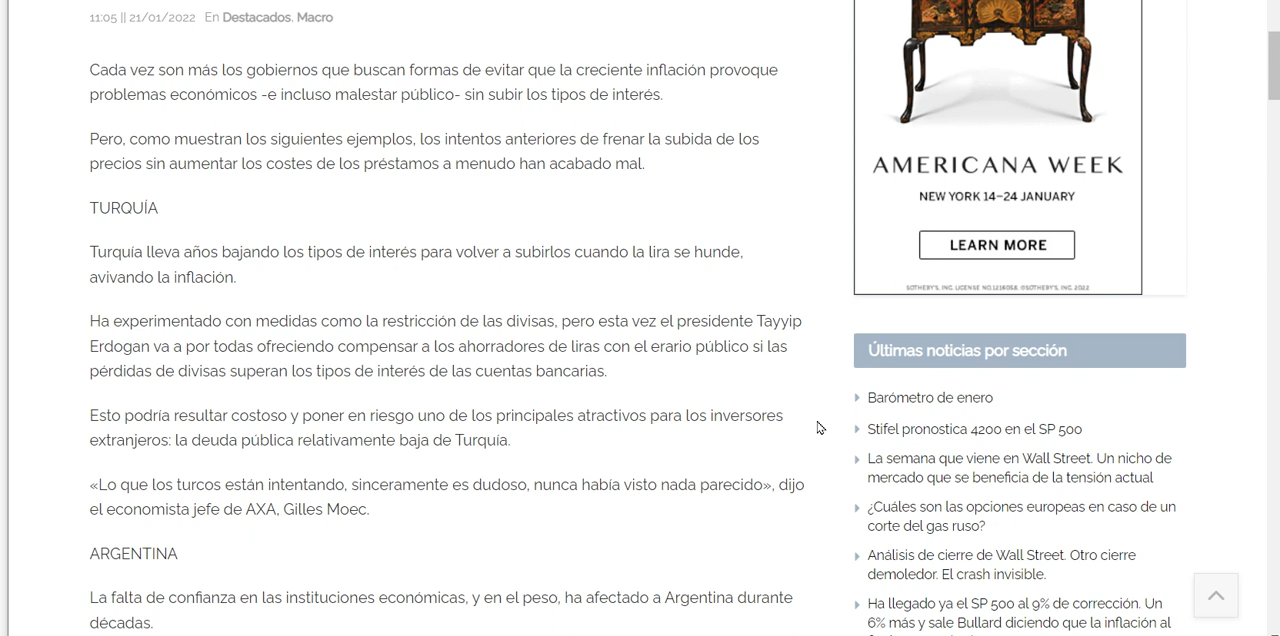 11:05 || 21/01/2022 En Destacados, Macro
Cada vez son más los gobiernos que buscan formas de evitar que la creciente inflación provoque
problemas económicos -e incluso malestar público- sin subir los tipos de interés.
Pero, como muestran los siguientes ejemplos, los intentos anteriores de frenar la subida de los
precios sin aumentar los costes de los préstamos a menudo han acabado mal.
TURQUÍA
Turquía lleva años bajando los tipos de interés para volver a subirlos cuando la lira se hunde,
avivando la inflación.
Ha experimentado con medidas como la restricción de las divisas, pero esta vez el presidente Tayyip
Erdogan va a por todas ofreciendo compensar a los ahorradores de liras con el erario público si las
pérdidas de divisas superan los tipos de interés de las cuentas bancarias.
Esto podría resultar costoso y poner en riesgo uno de los principales atractivos para los inversores
extranjeros: la deuda pública relativamente baja de Turquía.
«Lo que los turcos están intentando, sinceramente es dudoso, nunca había visto nada parecido», dijo
el economista jefe de AXA, Gilles Moec.
ARGENTINA
La falta de confianza en las instituciones económicas, y en el peso, ha afectado a Argentina durante
décadas.
AMERICANA WEEK
NEW YORK 14–24 JANUARY
LEARN MORE
SOTHEBY'S, INC. LICENSE NO.1216058. ©SOTHEBY'S, INC. 2022
Últimas noticias por sección
Barómetro de enero
Stifel pronostica 4200 en el SP 500
La semana que viene en Wall Street. Un nicho de
mercado que se beneficia de la tensión actual
¿Cuáles son las opciones europeas en caso de un
corte del gas ruso?
Análisis de cierre de Wall Street. Otro cierre
demoledor. El crash invisible.
Ha llegado ya el SP 500 al 9% de corrección. Un
6% más y sale Bullard diciendo que la inflación al